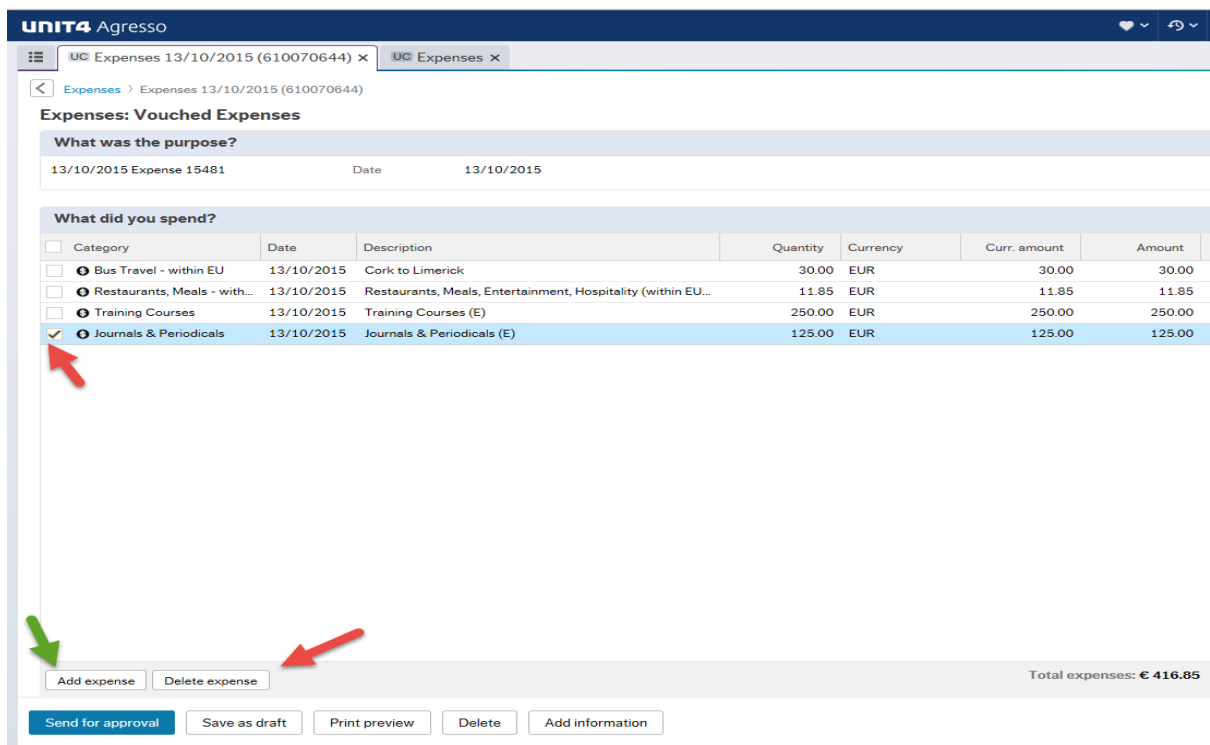 UNIT4 Agresso
UC Expenses 13/10/2015 (610070644) × UC Expenses ×
Expenses > Expenses 13/10/2015 (610070644)
Expenses: Vouched Expenses
What was the purpose?
13/10/2015 Expense 15481 Date 13/10/2015
What did you spend?
Category Date Description Quantity Currency Curr. amount Amount
Bus Travel - within EU 13/10/2015 Cork to Limerick 30.00 EUR 30.00 30.00
Restaurants, Meals - with... 13/10/2015 Restaurants, Meals, Entertainment, Hospitality (within EU... 11.85 EUR 11.85 11.85
Training Courses 13/10/2015 Training Courses (E) 250.00 EUR 250.00 250.00
Journals & Periodicals 13/10/2015 Journals & Periodicals (E) 125.00 EUR 125.00 125.00
Add expense Delete expense Total expenses: € 416.85
Send for approval Save as draft Print preview Delete Add information